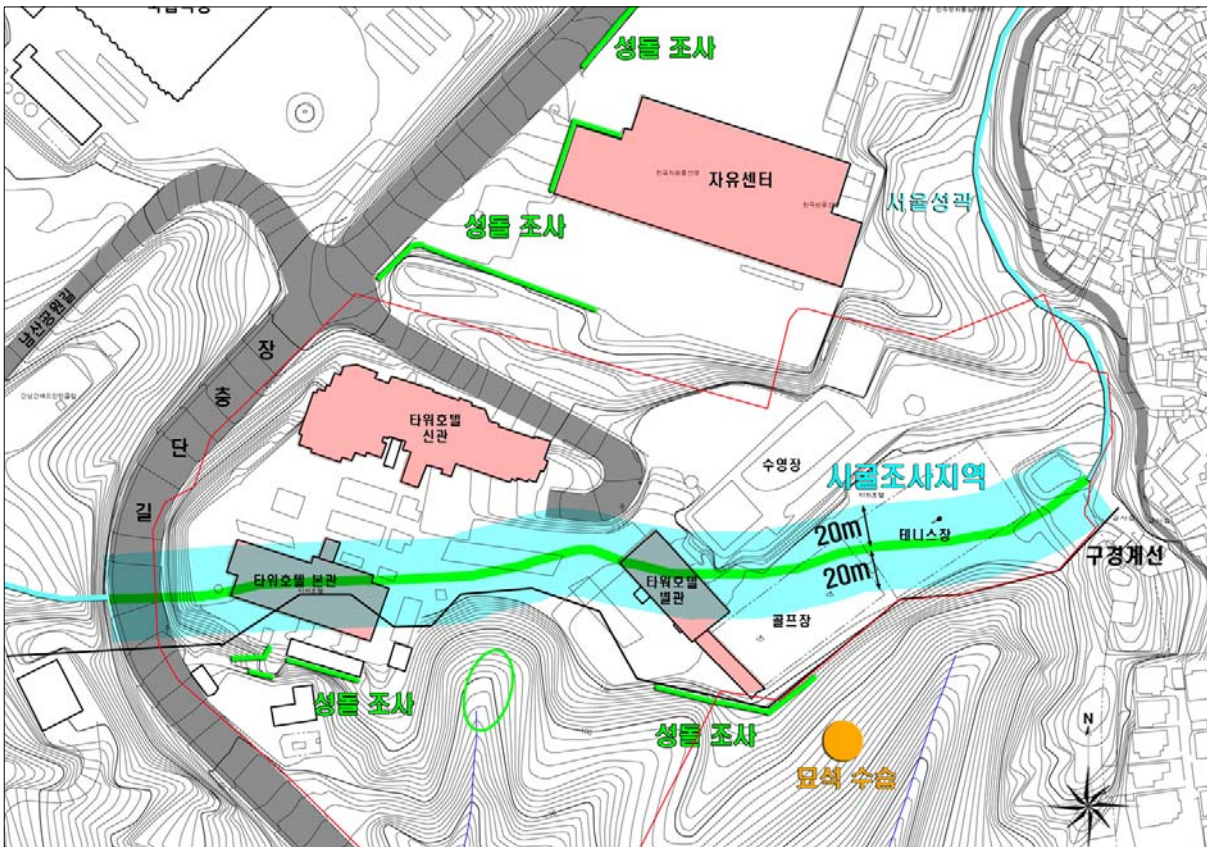 성돌 조사
자유센터
서울성곽
성돌 조사
남산공원길
장
충
단
길
타워호텔
신관
수영장
시굴조사지역
20m
테니스장
20m
구경계선
타워호텔 본관
타워호텔
별관
골프장
성돌 조사
성돌 조사
묘석 수습
N